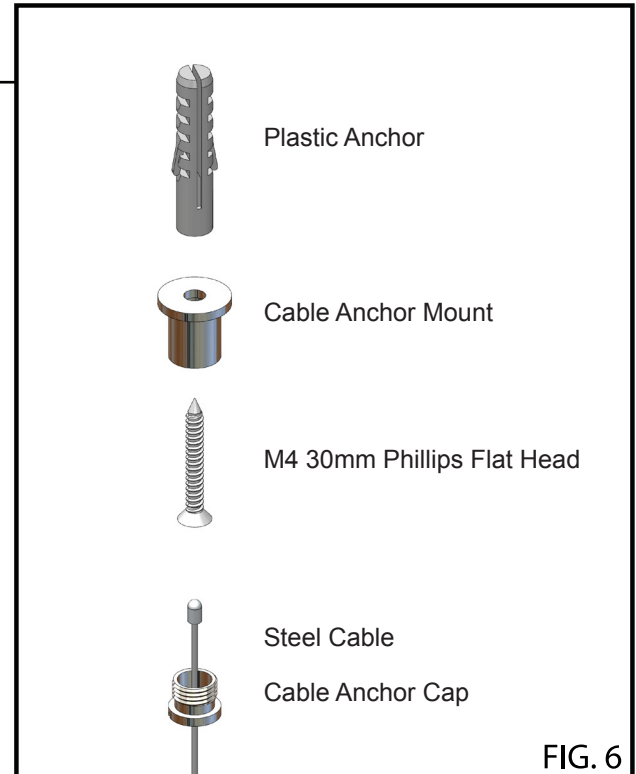 Plastic Anchor
Cable Anchor Mount
M4 30mm Phillips Flat Head
Steel Cable
Cable Anchor Cap
FIG. 6